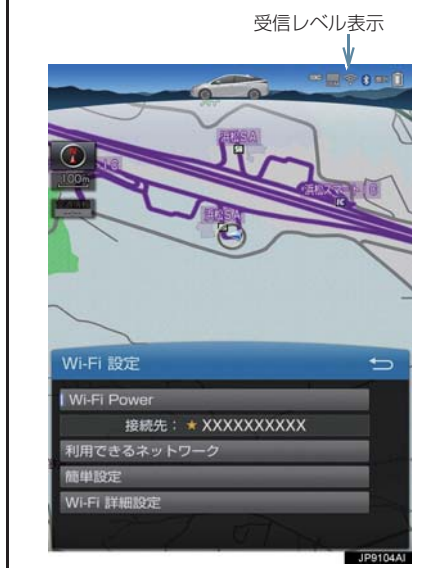 受信レベル表示
浜松SA
100m
浜松SA
IC
Wi-Fi 設定
Wi-Fi Power
接続先：★ XXXXXXXXXX
利用できるネットワーク
簡単設定
Wi-Fi 詳細設定
JP9104AI